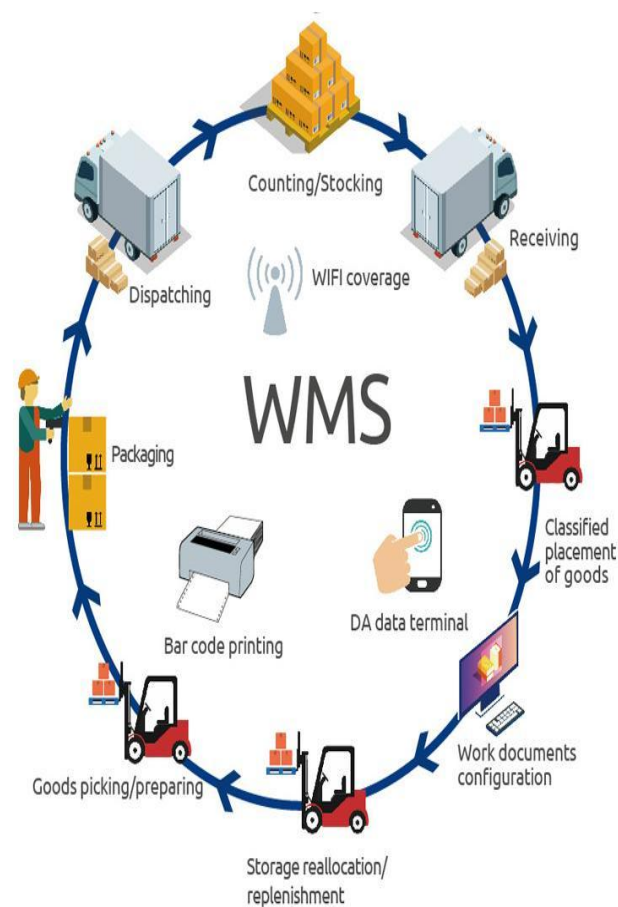 Counting/Stocking
Receiving
Dispatching
WIFI coverage
WMS
Packaging
Classified
placement
of goods
DA data terminal
Bar code printing
Work documents
configuration
Goods picking/preparing
Storage reallocation/
replenishment